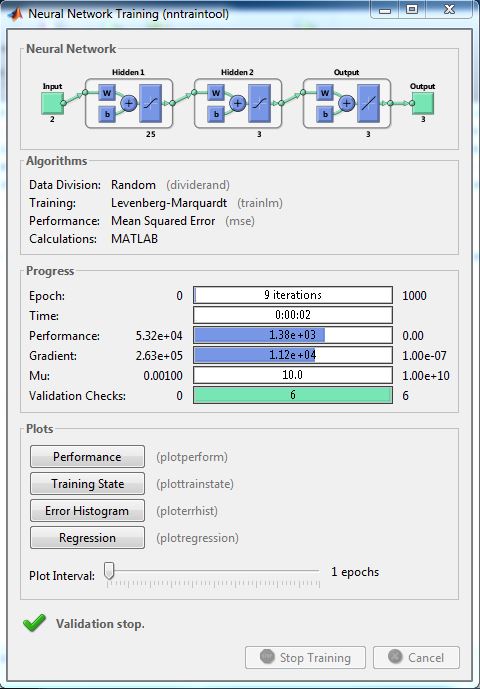 Neural Network Training (nntraintool)
Neural Network
Hidden 1 Hidden 2 Output
Input Output
W W W
b b b
2 25 3 3 3
Algorithms
Data Division: Random (dividerand)
Training: Levenberg-Marquardt (trainlm)
Performance: Mean Squared Error (mse)
Calculations: MATLAB
Progress
Epoch: 0 9 iterations 1000
Time: 0:00:02
Performance: 5.32e+04 1.38e+03 0.00
Gradient: 2.63e+05 1.12e+04 1.00e-07
Mu: 0.00100 10.0 1.00e+10
Validation Checks: 0 6 6
Plots
Performance (plotperform)
Training State (plottrainstate)
Error Histogram (ploterrhist)
Regression (plotregression)
Plot Interval: 1 epochs
Validation stop.
Stop Training Cancel